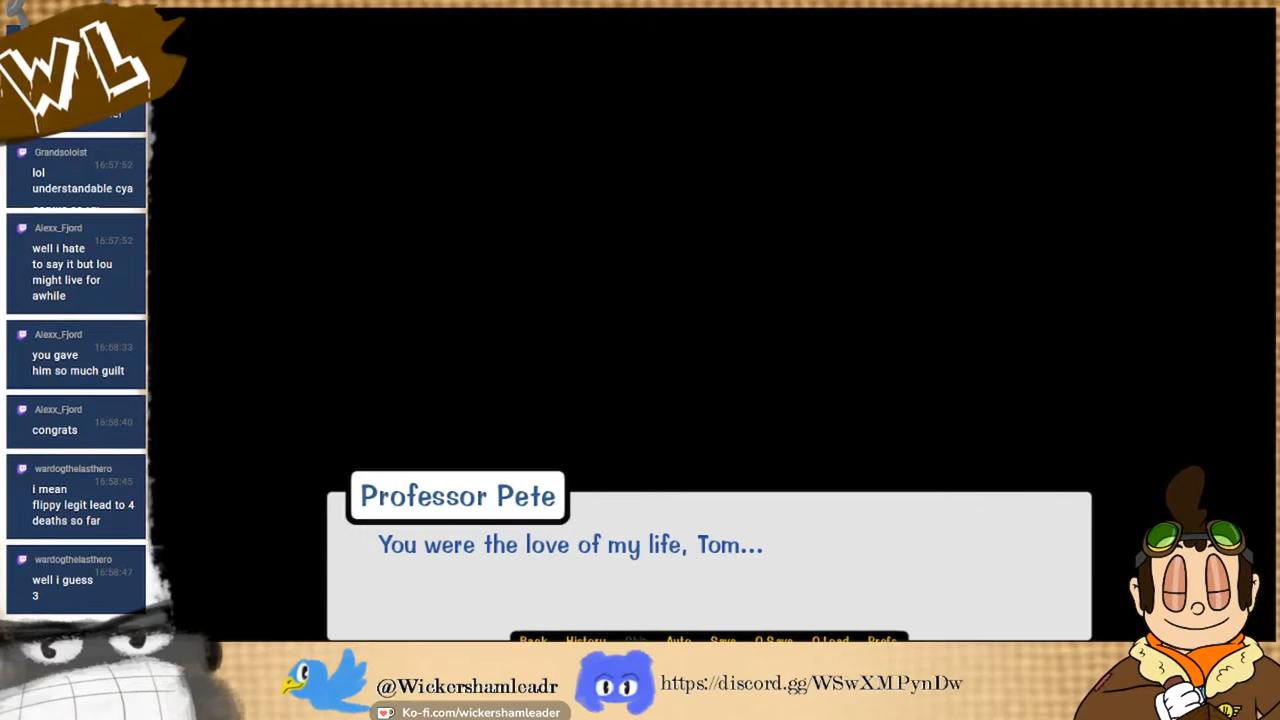 WL
Grandsoloist
16:57:52
lol
understandable cya
Alexx_Fjord
16:57:52
well i hate
to say it but lou
might live for
awhile
Alexx_Fjord
16:58:33
you gave
him so much guilt
Alexx_Fjord
16:58:40
congrats
wardogthelasthero
16:58:45
i mean
flippy legit lead to 4
deaths so far
wardogthelasthero
16:58:47
well i guess
3
Professor Pete
You were the love of my life, Tom...
Back History Skip Auto Save Q.Save Q.Load Prefs
@Wickershamleadr
Ko-fi.com/wickershamleader
https://discord.gg/WSwXMPynDw